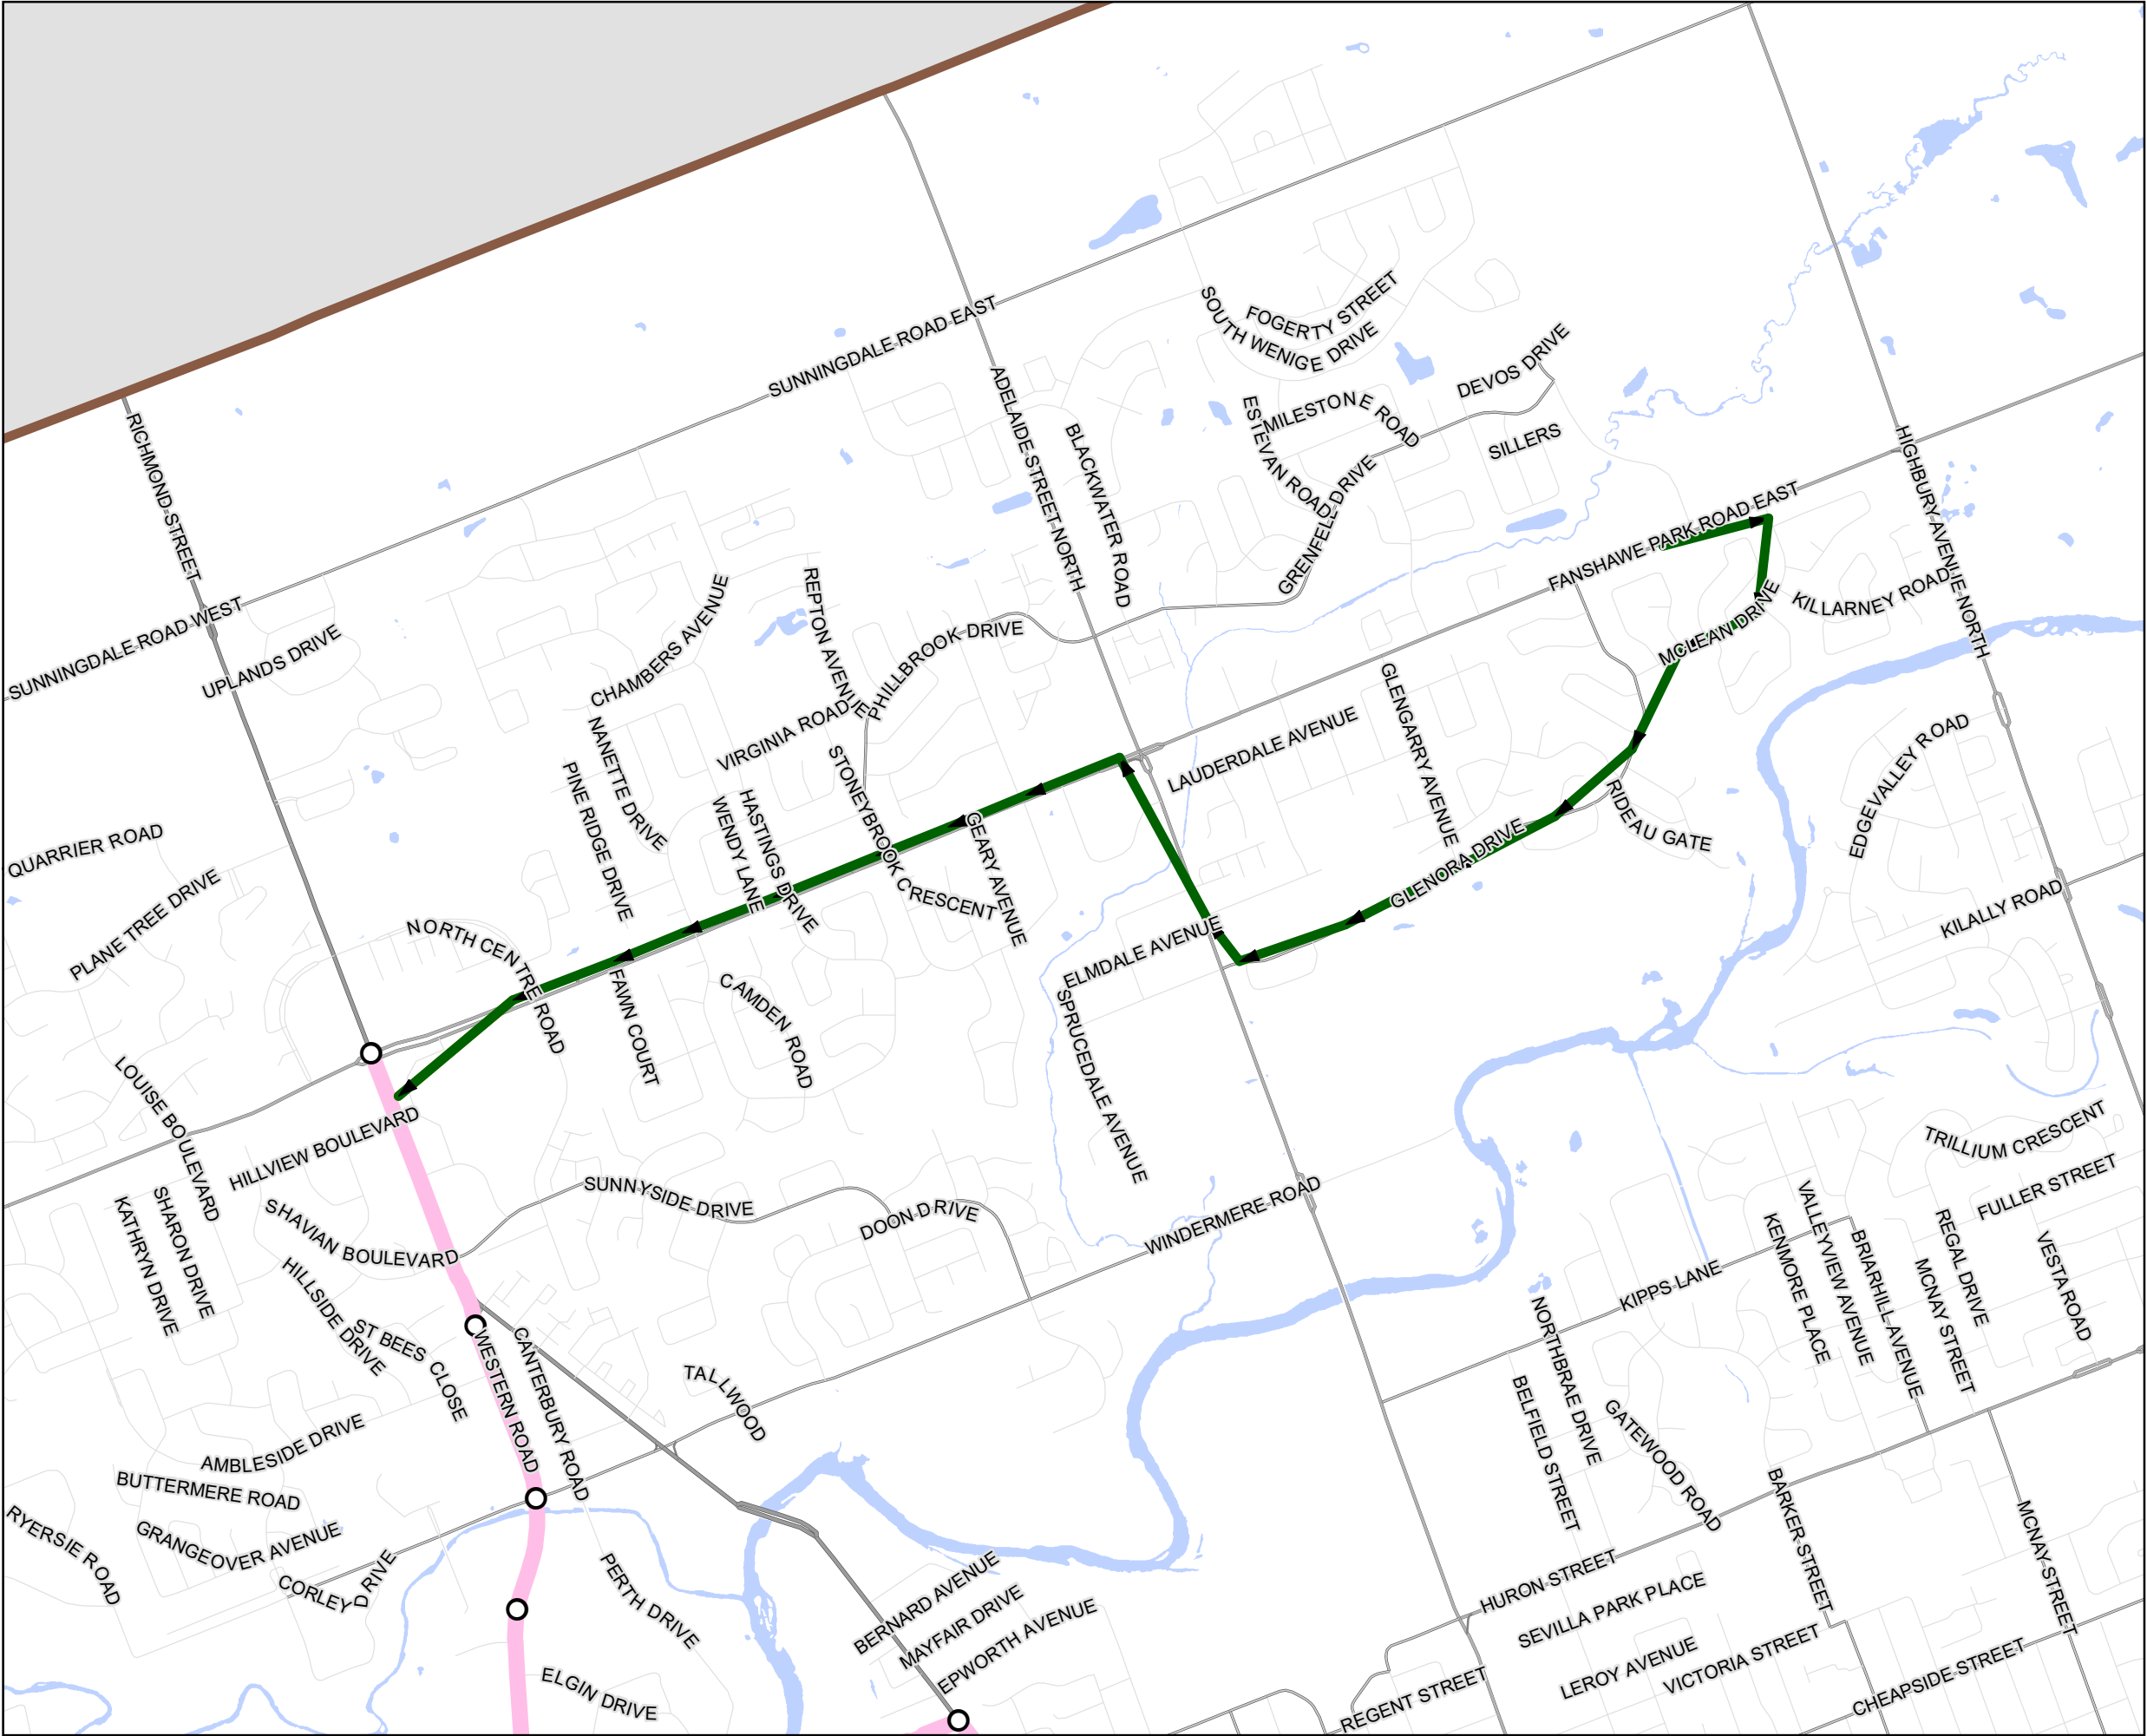 SUNNINGDALE ROAD EAST
RICHMOND STREET
ADELAIDE STREET NORTH
BLACKWATER ROAD
SOUTH WENIGE DRIVE
FOGERTY STREET
DEVOS DRIVE
MILESTONE ROAD
ESTEVAN ROAD
SILLERS
GRENFELL DRIVE
HIGHBURY AVENUE NORTH
FANSHAWE PARK ROAD EAST
KILLARNEY ROAD
MCLEAN DRIVE
SUNNINGDALE ROAD WEST
UPLANDS DRIVE
CHAMBERS AVENUE
REPTON AVENUE
PHILLBROOK DRIVE
VIRGINIA ROAD
NANETTE DRIVE
PINE RIDGE DRIVE
WENDY LANE
HASTINGS DRIVE
STONEYBROOK CRESCENT
GEARY AVENUE
LAUDERDALE AVENUE
GLENGARRY AVENUE
RIDEAU GATE
EDGEVALLEY ROAD
GLENORA DRIVE
KILALLY ROAD
QUARRIER ROAD
PLANE TREE DRIVE
NORTH CENTRE ROAD
FAWN COURT
CAMDEN ROAD
ELMDALE AVENUE
SPRUCEDALE AVENUE
LOUISE BOULEVARD
HILLVIEW BOULEVARD
SHARON DRIVE
KATHRYN DRIVE
SHAVIAN BOULEVARD
SUNNYSIDE DRIVE
DOON DRIVE
WINDERMERE ROAD
TRILLIUM CRESCENT
FULLER STREET
VALLEYVIEW AVENUE
KENMORE PLACE
BRIARHILL AVENUE
REGAL DRIVE
MCNAY STREET
VESTA ROAD
KIPPS LANE
HILLSIDE DRIVE
ST BEES CLOSE
WESTERN ROAD
CANTERBURY ROAD
TALLWOOD
NORTHBRAE DRIVE
BELFIELD STREET
GATEWOOD ROAD
BARKER STREET
MCNAY STREET
AMBLESIDE DRIVE
BUTTERMERE ROAD
GRANGEOVER AVENUE
RYERSIE ROAD
CORLEY DRIVE
PERTH DRIVE
BERNARD AVENUE
MAYFAIR DRIVE
EPWORTH AVENUE
ELGIN DRIVE
HURON STREET
SEVILLA PARK PLACE
LEROY AVENUE
VICTORIA STREET
REGENT STREET
CHEAPSIDE STREET